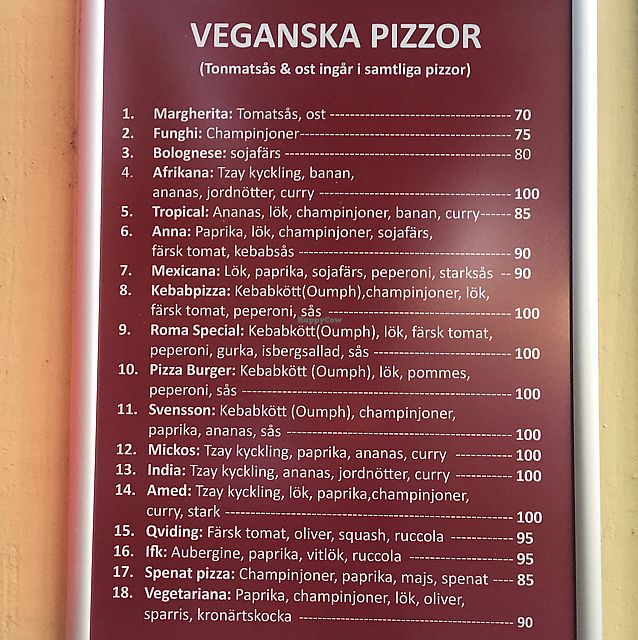 VEGANSKA PIZZOR
(Tonmatsås & ost ingår i samtliga pizzor)
1. Margherita: Tomatsås, ost ----------------------------------- 70
2. Funghi: Champinjoner----------------------------------------- 75
3. Bolognese: sojafärs ------------------------------------------- 80
4. Afrikana: Tzay kyckling, banan,
ananas, jordnötter, curry -------------------------------------- 100
5. Tropical: Ananas, lök, champinjoner, banan, curry------ 85
6. Anna: Paprika, lök, champinjoner, sojafärs,
färsk tomat, kebabsås ------------------------------------------ 90
7. Mexicana: Lök, paprika, sojafärs, peperoni, starksås -- 90
8. Kebabpizza: Kebabkött(Oumph),champinjoner, lök,
färsk tomat, peperoni, sås ------------------------------------ 100
9. Roma Special: Kebabkött(Oumph), lök, färsk tomat,
peperoni, gurka, isbergsallad, sås --------------------------- 100
10. Pizza Burger: Kebabkött (Oumph), lök, pommes,
peperoni, sås ---------------------------------------------------- 100
11. Svensson: Kebabkött (Oumph), champinjoner,
paprika, ananas, sås -------------------------------------------- 100
12. Mickos: Tzay kyckling, paprika, ananas, curry ----------- 100
13. India: Tzay kyckling, ananas, jordnötter, curry ----------- 100
14. Amed: Tzay kyckling, lök, paprika,champinjoner,
curry, stark ------------------------------------------------------- 100
15. Qviding: Färsk tomat, oliver, squash, ruccola ------------ 95
16. Ifk: Aubergine, paprika, vitlök, ruccola -------------------- 95
17. Spenat pizza: Champinjoner, paprika, majs, spenat ---- 85
18. Vegetariana: Paprika, champinjoner, lök, oliver,
sparris, kronärtskocka ------------------------------------------ 90
HappyCow